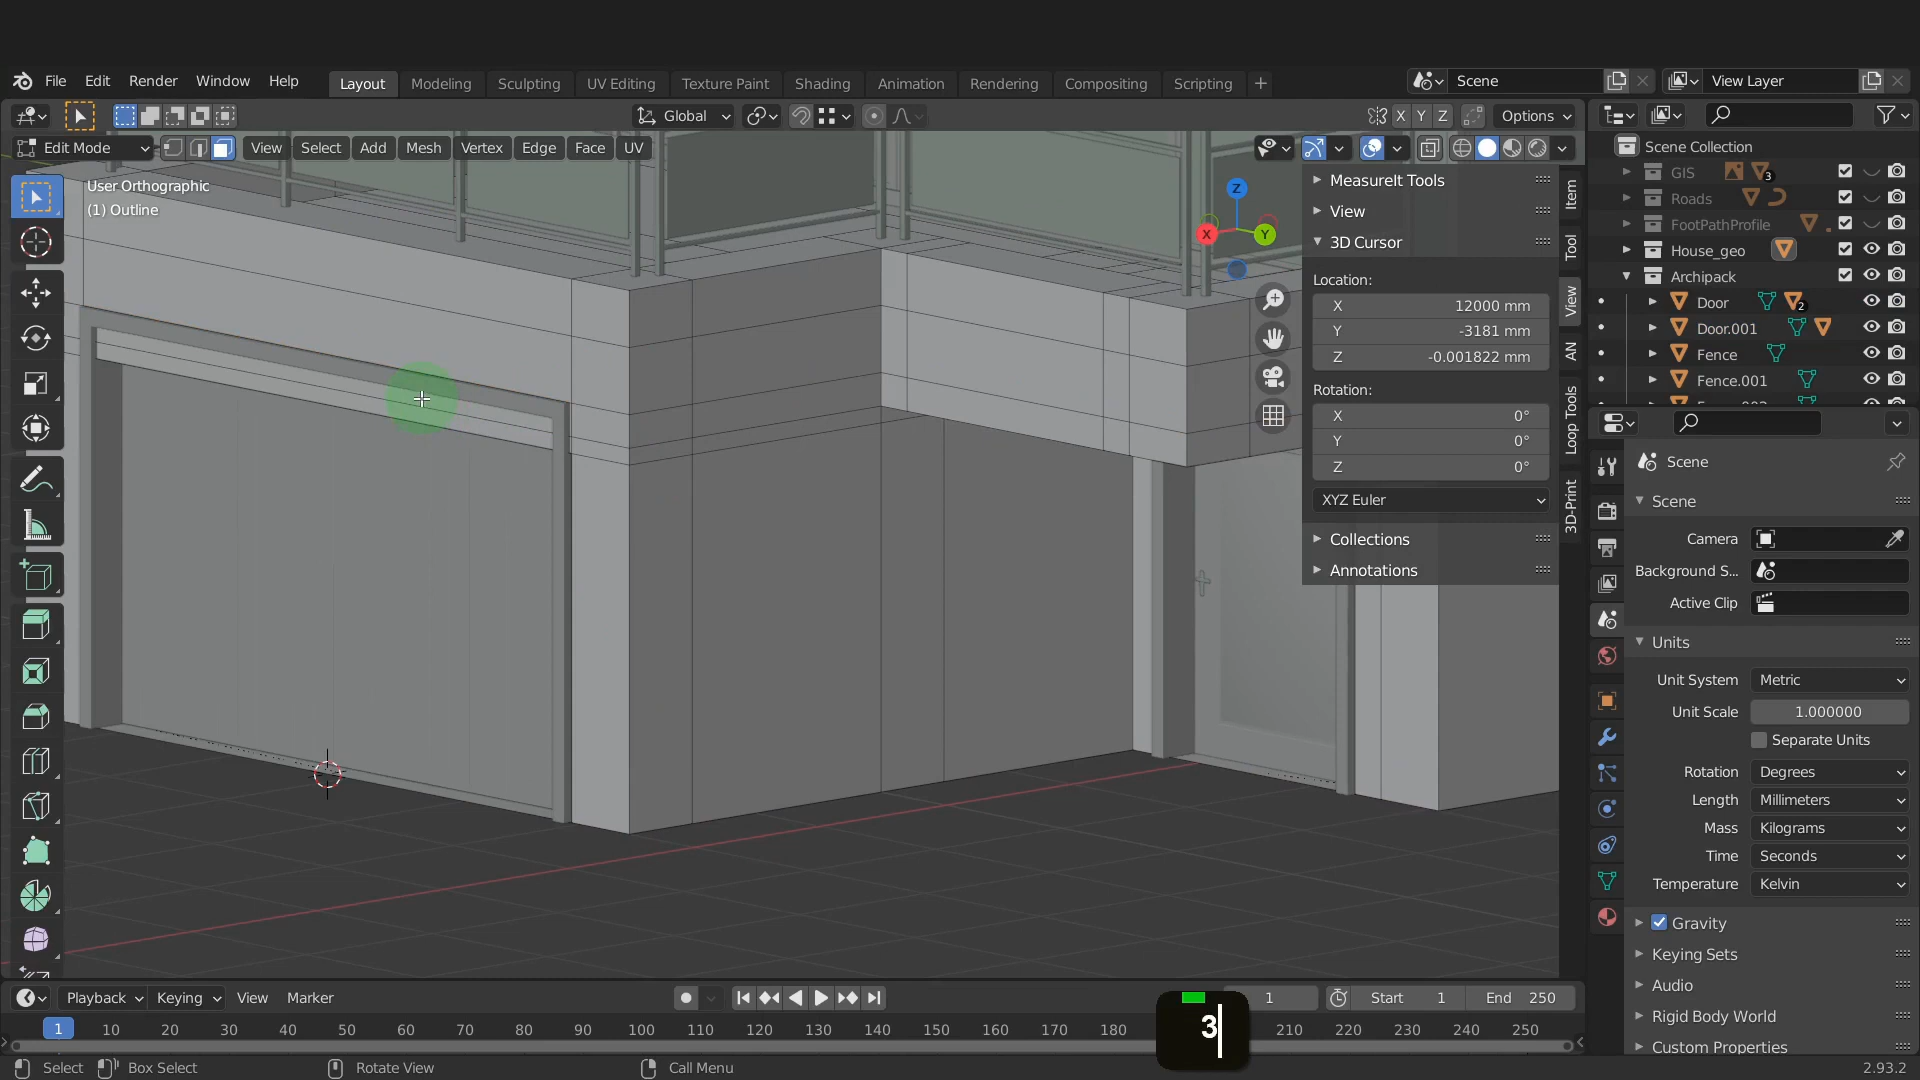 File Edit Render Window Help Layout Modeling Sculpting UV Editing Texture Paint Shading Animation Rendering Compositing Scripting + Scene View Layer
Global Options X Y Z
Edit Mode View Select Add Mesh Vertex Edge Face UV
User Orthographic
(1) Outline
Z
X
Y
MeasureIt Tools
View
3D Cursor
Location:
X 12000 mm
Y -3181 mm
Z -0.001822 mm
Rotation:
X 0°
Y 0°
Z 0°
XYZ Euler
Collections
Annotations
Item
Tool
View
AN
Loop Tools
3D-Print
Scene Collection
GIS 3
Roads
FootPathProfile
House_geo
Archipack
Door 2
Door.001
Fence
Fence.001
Scene
Scene
Camera
Background S...
Active Clip
Units
Unit System Metric
Unit Scale 1.000000
Separate Units
Rotation Degrees
Length Millimeters
Mass Kilograms
Time Seconds
Temperature Kelvin
Gravity
Keying Sets
Audio
Rigid Body World
Custom Properties
Playback Keying View Marker 1 Start 1 End 250
1 10 20 30 40 50 60 70 80 90 100 110 120 130 140 150 160 170 180 210 220 230 240 250
3
Select Box Select Rotate View Call Menu 2.93.2